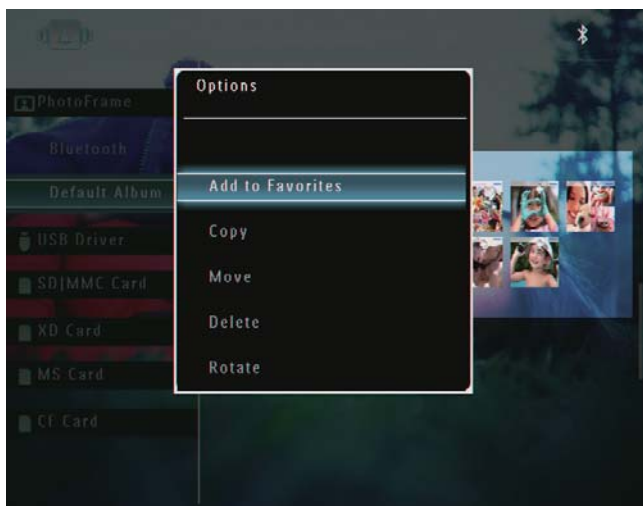 PhotoFrame
Bluetooth
Default Album
USB Driver
SD|MMC Card
XD Card
MS Card
CF Card
Options
Add to Favorites
Copy
Move
Delete
Rotate